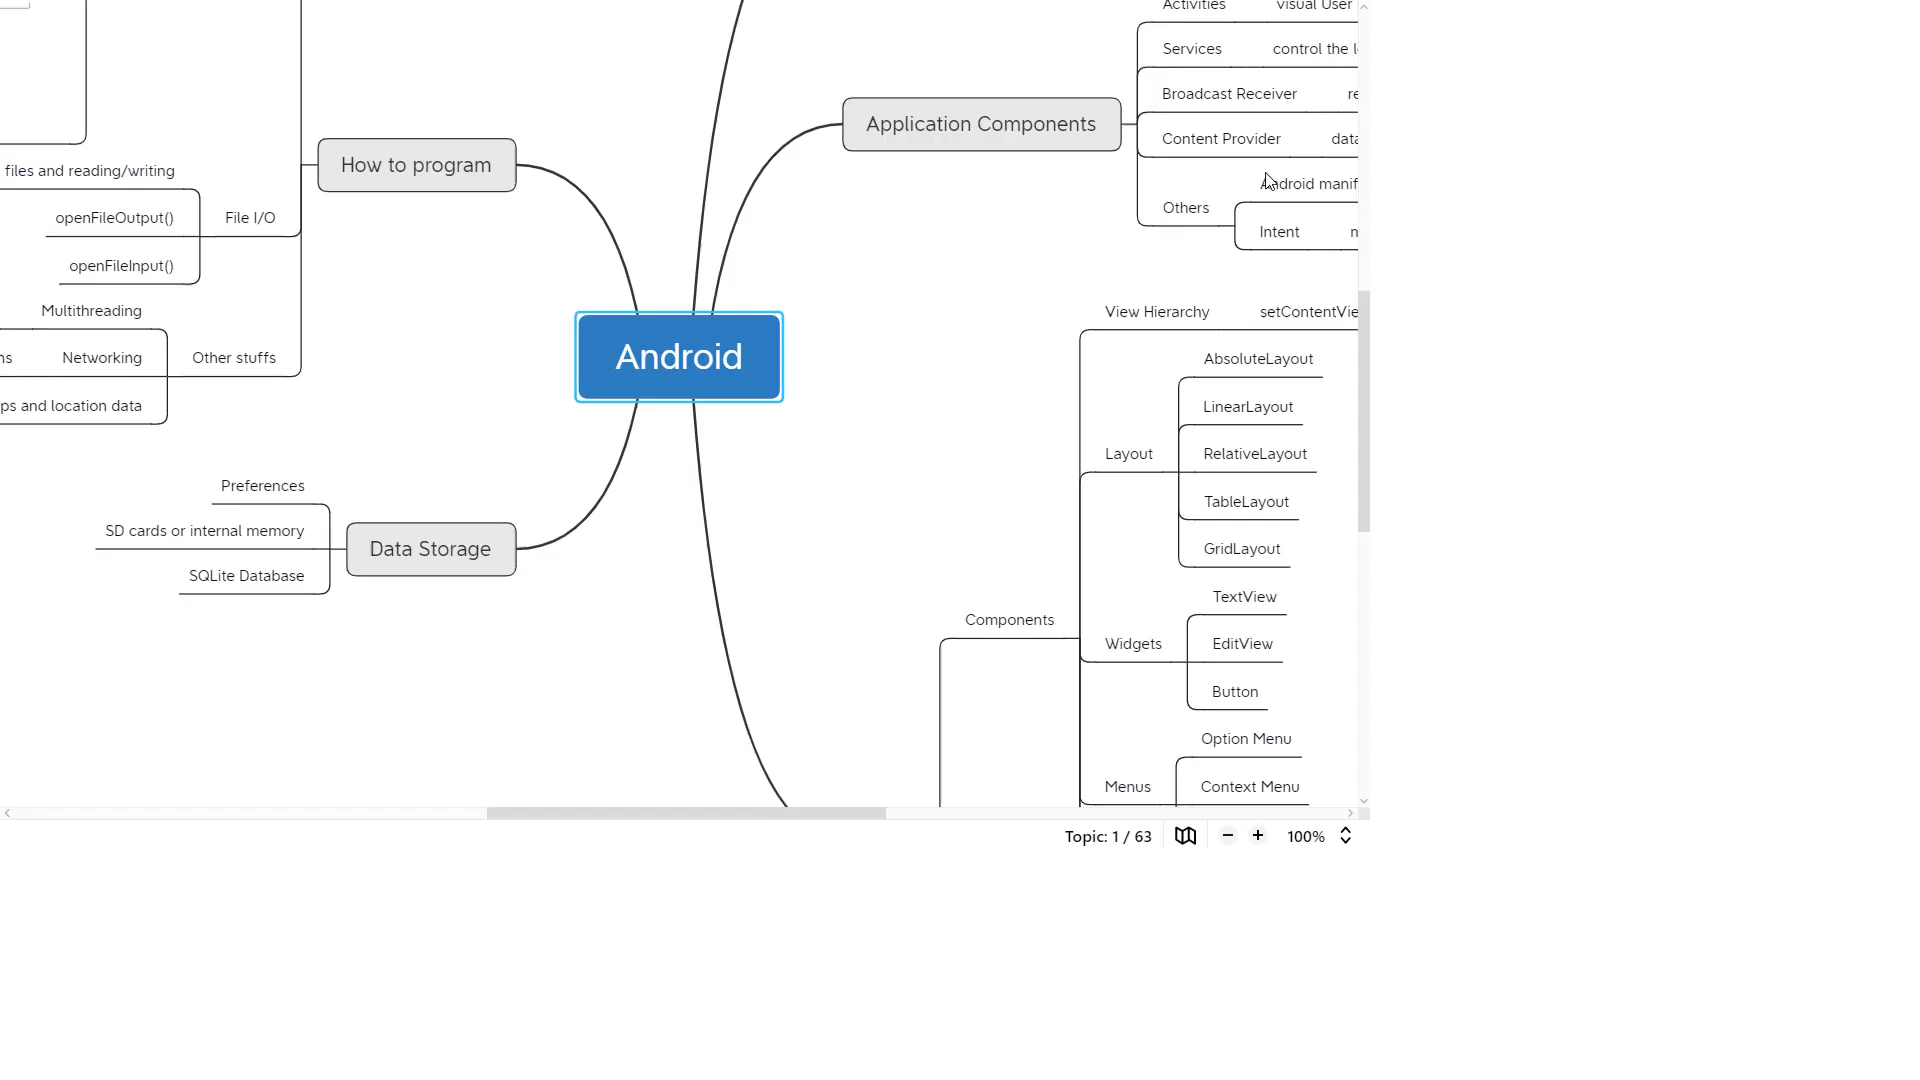 Activities
visual User
Services
control the
Broadcast Receiver
Application Components
Content Provider
How to program
files and reading/writing
Android
Others
openFileOutput()
File I/O
Intent
openFileInput()
Multithreading
View Hierarchy
Android
Networking
Other stuffs
AbsoluteLayout
and location data
LinearLayout
Layout
RelativeLayout
Preferences
TableLayout
SD cards or internal memory
Data Storage
GridLayout
SQLite Database
TextView
Components
Widgets
EditView
Button
Option Menu
Menus
Context Menu
Topic: 1 / 63
100%